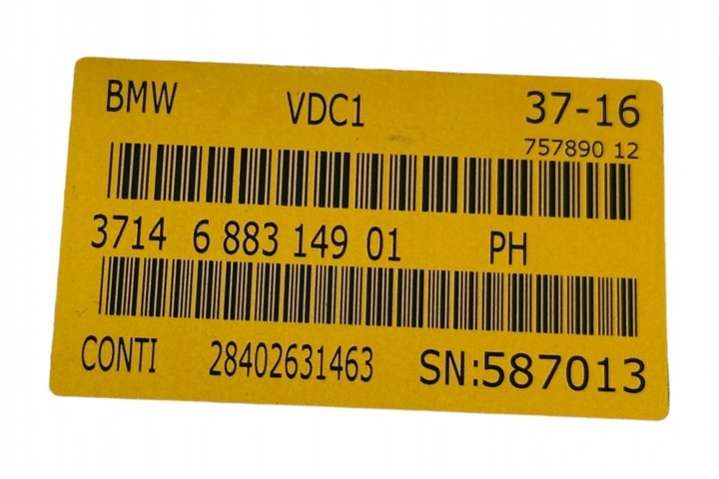 BMW VDC1 37-16
757890 12
3714 6 883 149 01 PH
CONTI 28402631463 SN:587013